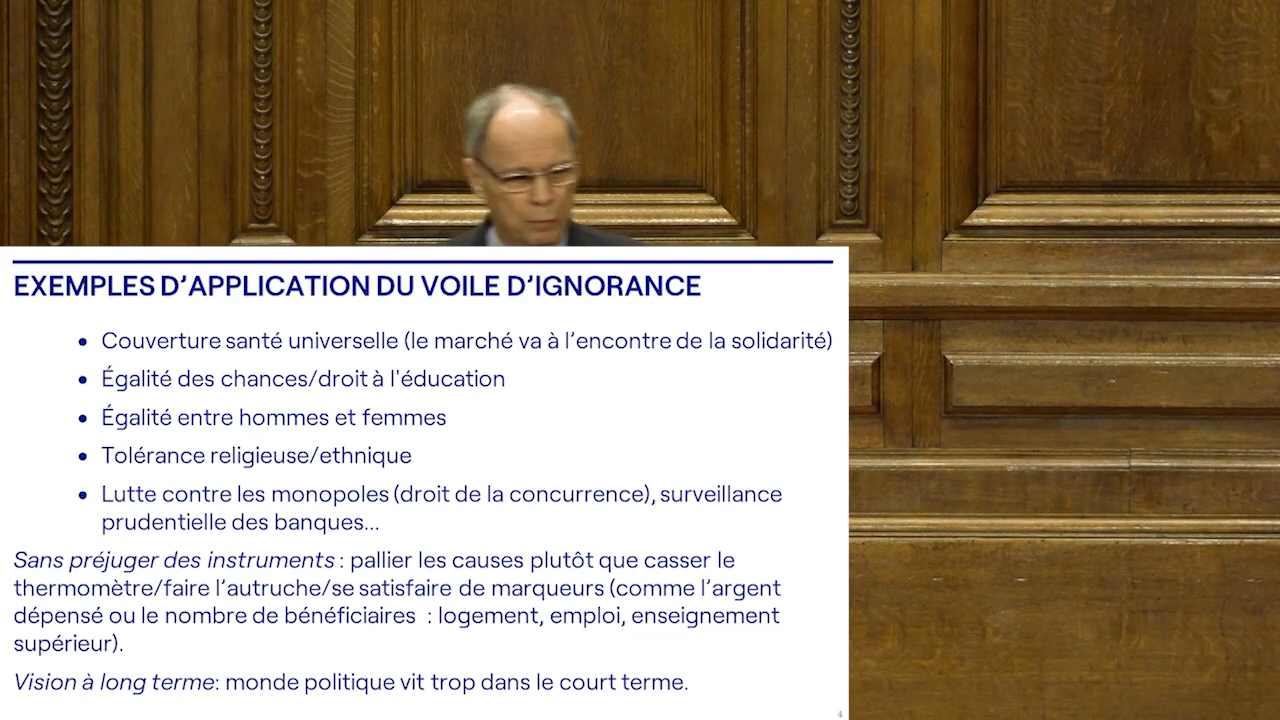 EXEMPLES D’APPLICATION DU VOILE D’IGNORANCE
• Couverture santé universelle (le marché va à l’encontre de la solidarité)
• Égalité des chances/droit à l'éducation
• Égalité entre hommes et femmes
• Tolérance religieuse/ethnique
• Lutte contre les monopoles (droit de la concurrence), surveillance
prudentielle des banques...
Sans préjuger des instruments : pallier les causes plutôt que casser le
thermomètre/faire l’autruche/se satisfaire de marqueurs (comme l’argent
dépensé ou le nombre de bénéficiaires : logement, emploi, enseignement
supérieur).
Vision à long terme: monde politique vit trop dans le court terme.
4